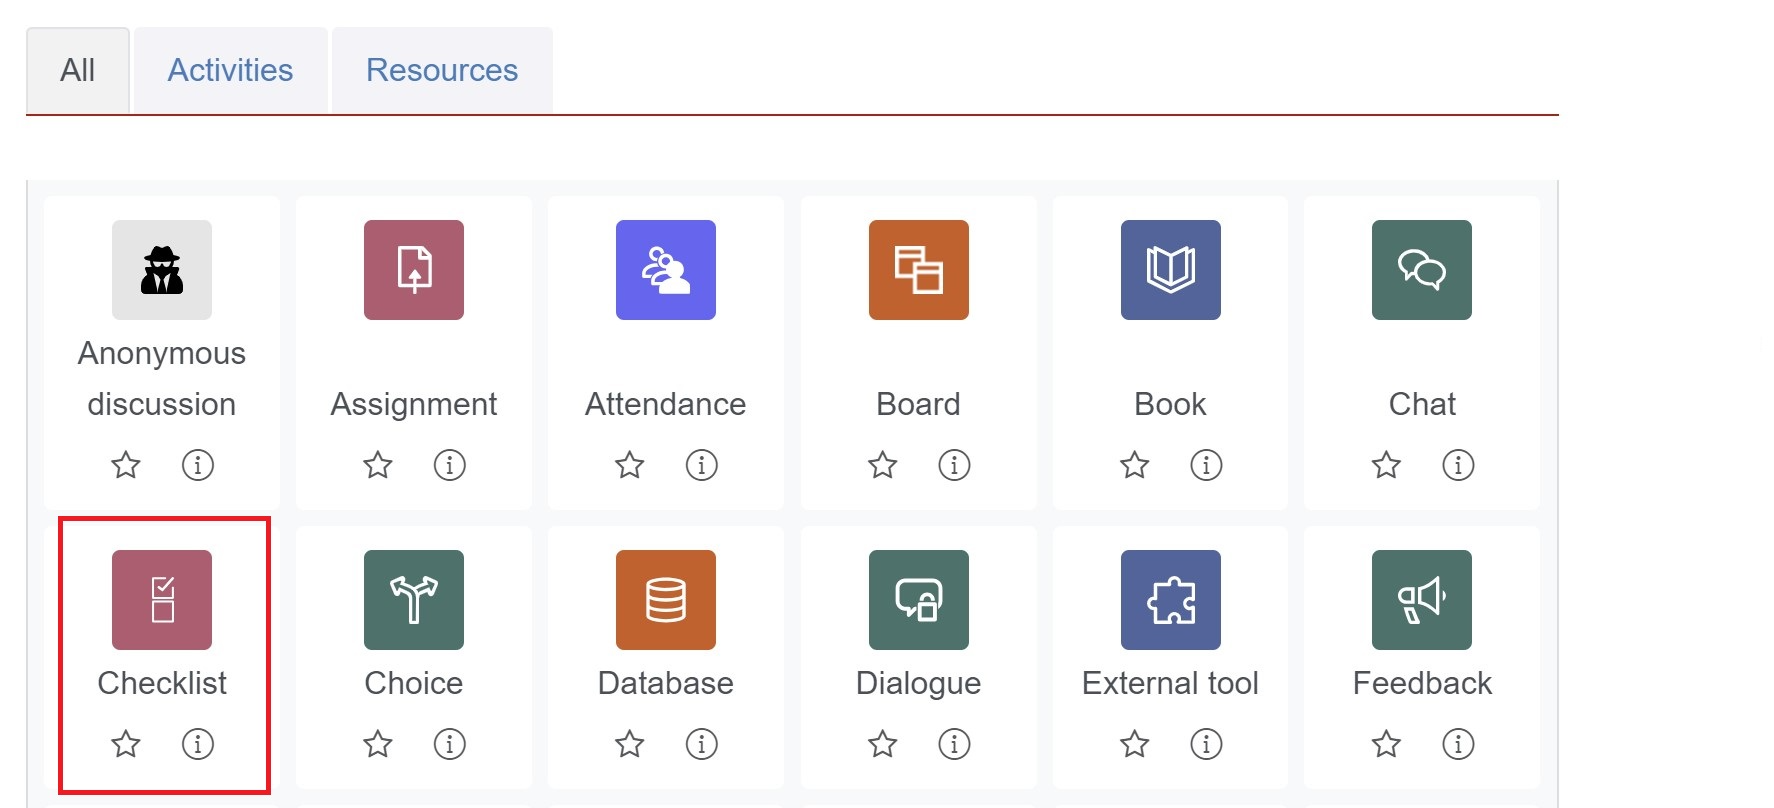 All
Activities
Resources
Anonymous
discussion
Assignment
Attendance
Board
Book
Chat
Checklist
Choice
Database
Dialogue
External tool
Feedback